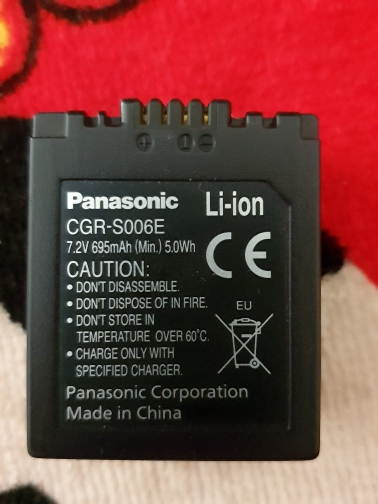 + ⊖ −
Panasonic Li-ion
CGR-S006E
7.2V 695mAh (Min.) 5.0Wh
CE
CAUTION:
• DON'T DISASSEMBLE.
• DON'T DISPOSE OF IN FIRE.
• DON'T STORE IN
TEMPERATURE OVER 60°C.
• CHARGE ONLY WITH
SPECIFIED CHARGER.
EU
Panasonic Corporation
Made in China